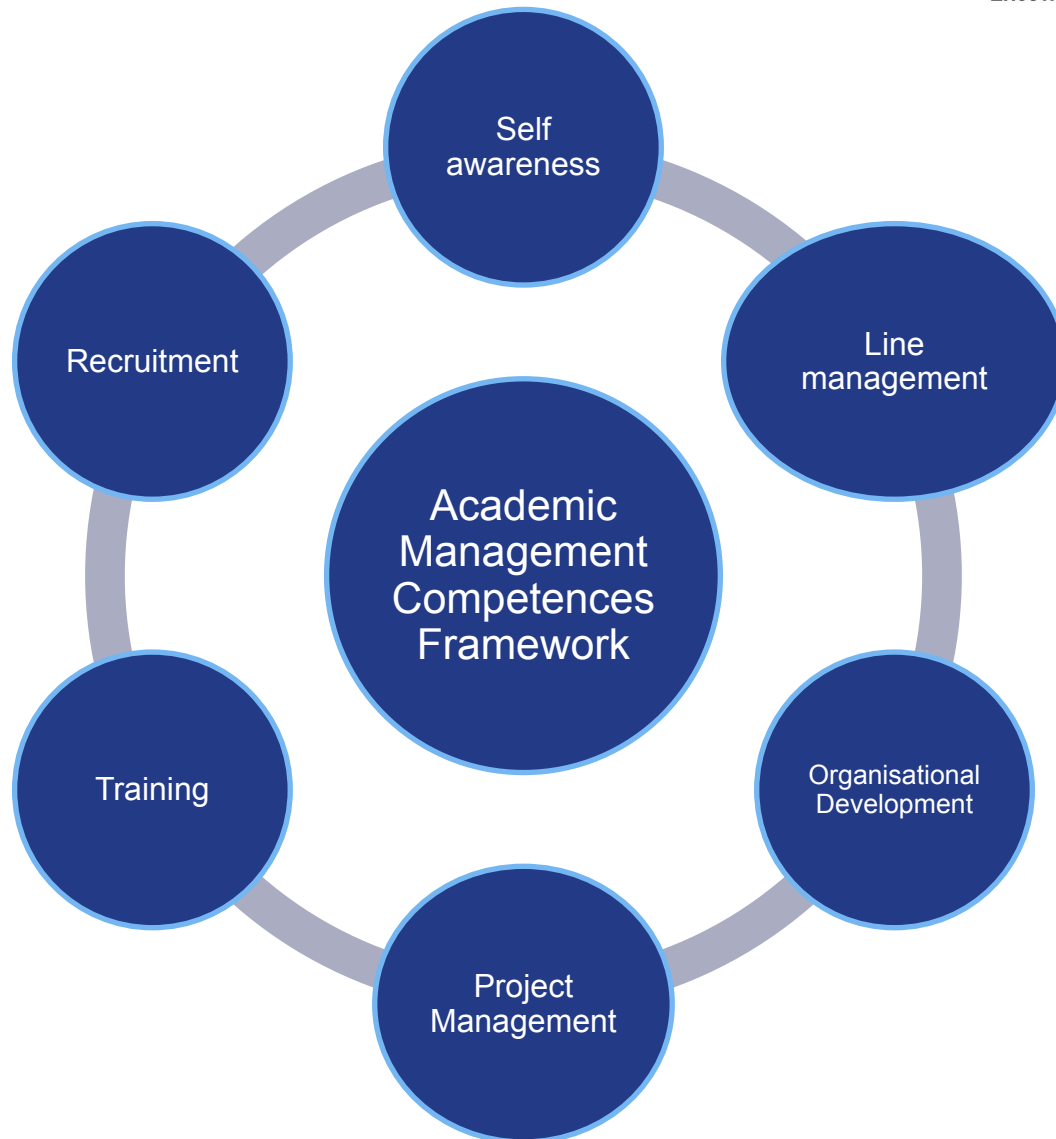 Self
awareness
Line
management
Recruitment
Academic
Management
Competences
Framework
Training
Organisational
Development
Project
Management